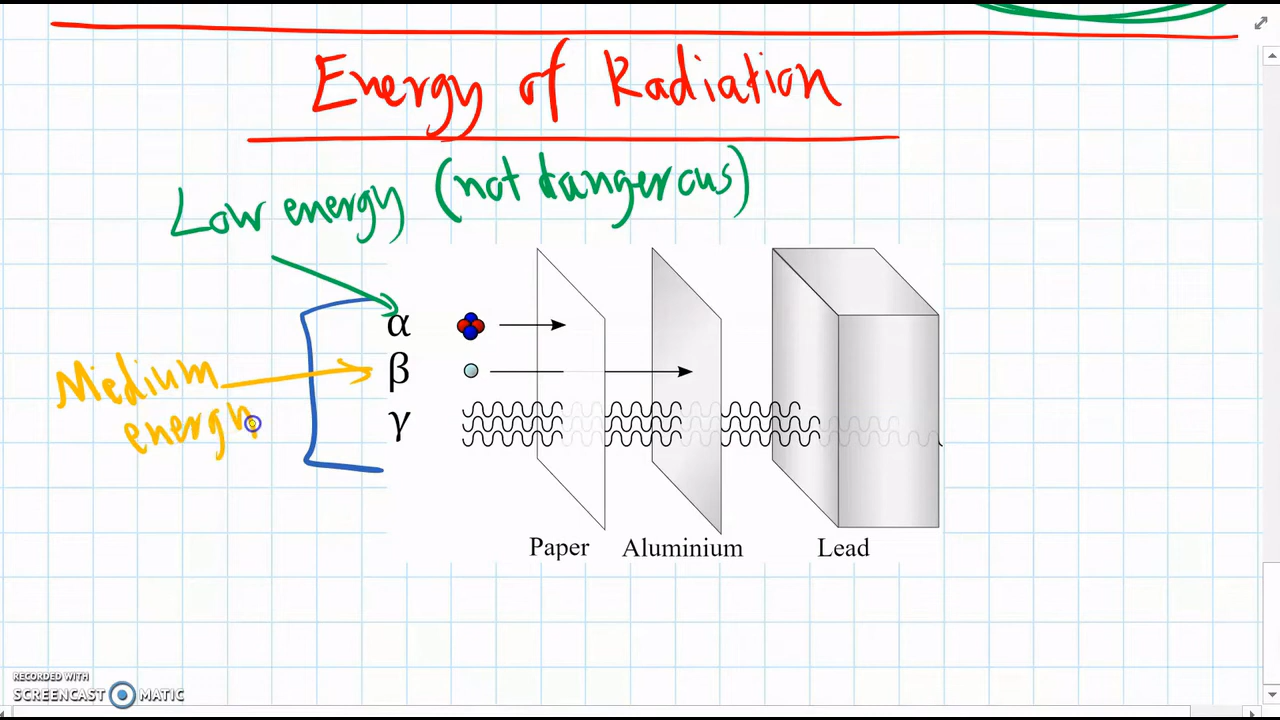 Energy of Radiation
Low energy (not dangerous)
α
β
γ
Medium
energy
Paper Aluminium Lead
RECORDED WITH
SCREENCAST MATIC